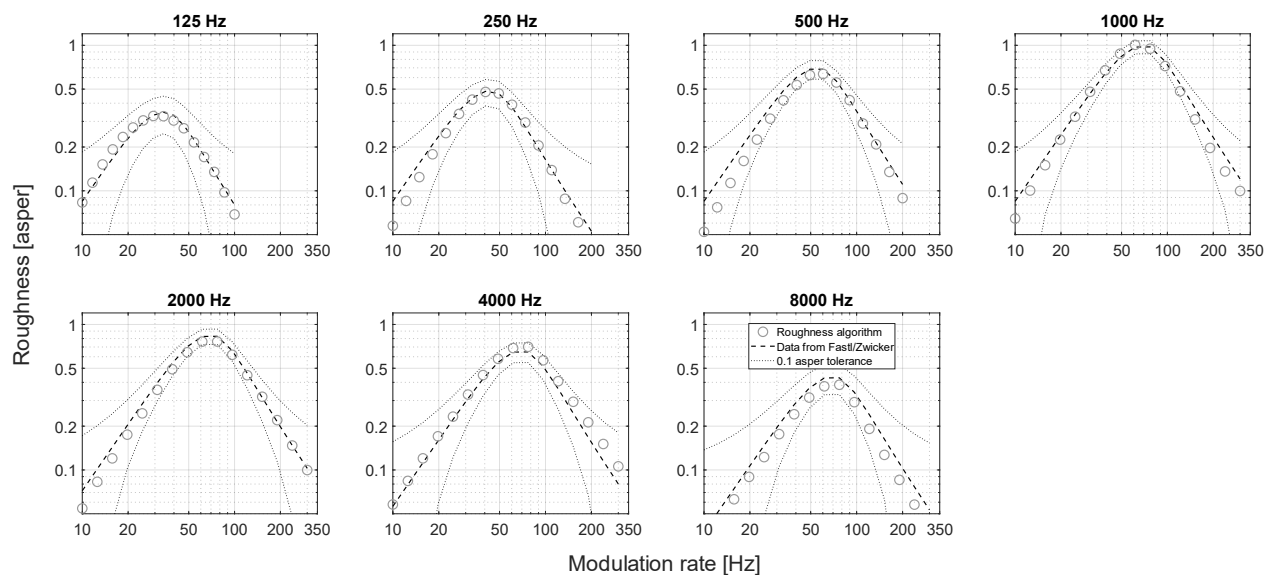 125 Hz
250 Hz
500 Hz
1000 Hz
1
0.5
0.2
0.1
10 20 50 100 200 350
1
0.5
0.2
0.1
10 20 50 100 200 350
1
0.5
0.2
0.1
10 20 50 100 200 350
1
0.5
0.2
0.1
10 20 50 100 200 350
Roughness [asper]
2000 Hz
4000 Hz
8000 Hz
1
0.5
0.2
0.1
10 20 50 100 200 350
1
0.5
0.2
0.1
10 20 50 100 200 350
1
0.5
0.2
0.1
Roughness algorithm
Data from Fastl/Zwicker
0.1 asper tolerance
10 20 50 100 200 350
Modulation rate [Hz]